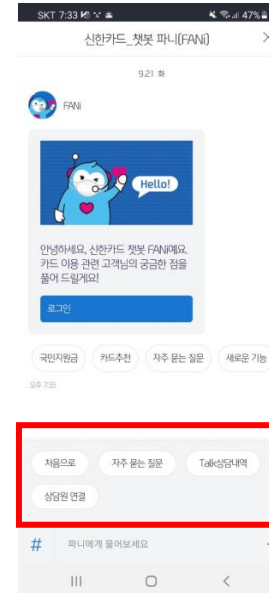 SKT 7:33
47%
신한카드_챗봇 파니(FANi)
9.21 화
FANi
Hello!
안녕하세요, 신한카드 챗봇 FANi예요.
카드 이용 관련 고객님의 궁금한 점을
풀어 드릴게요!
로그인
국민지원금 카드추천 자주 묻는 질문 새로운 기능
오후 7:33
처음으로 자주 묻는 질문 Talk상담내역
상담원 연결
# 파니에게 물어보세요